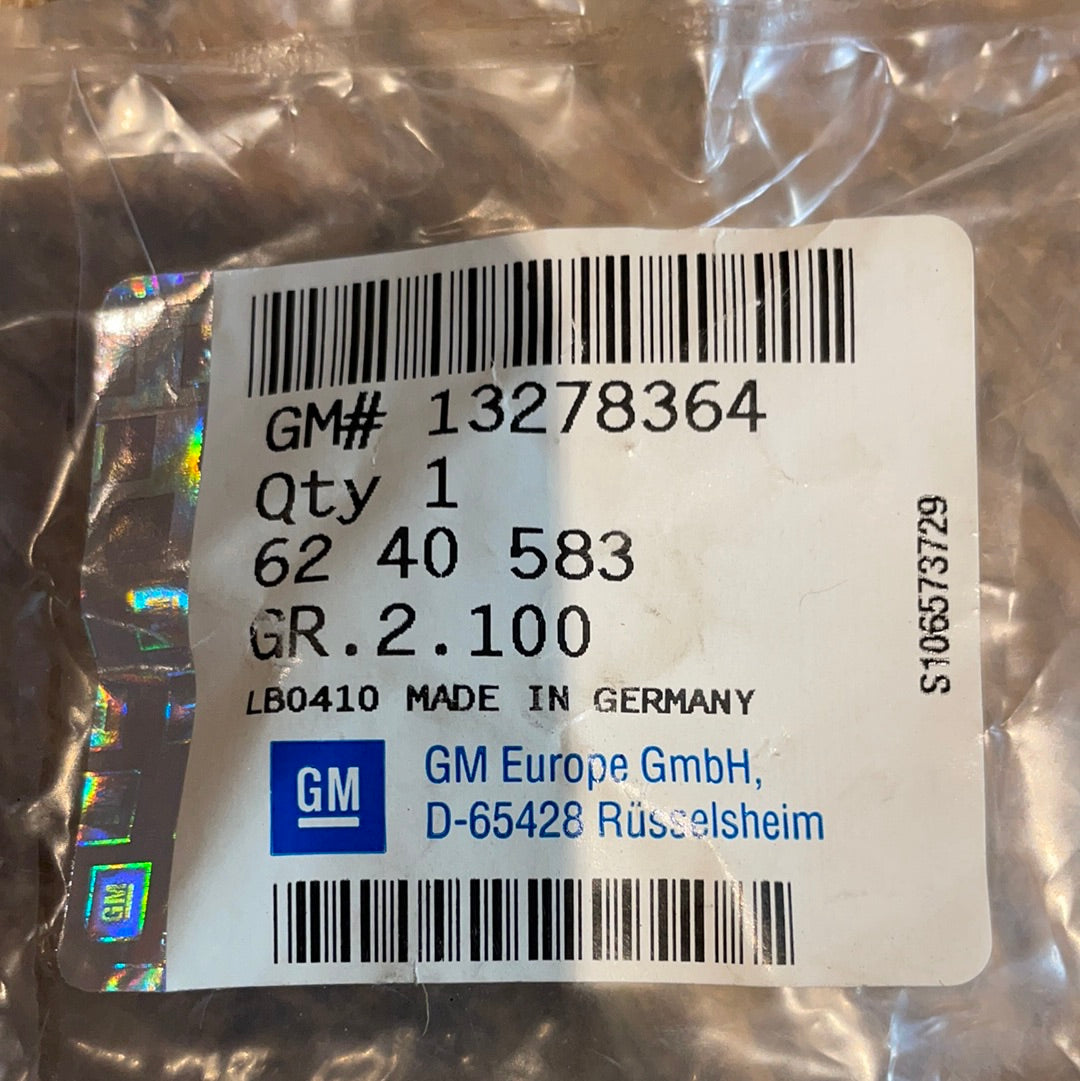 GM# 13278364
Qty 1
62 40 583
GR.2.100
LB0410 MADE IN GERMANY
GM
GM Europe GmbH,
D-65428 Rüsselsheim
S106573729
GM